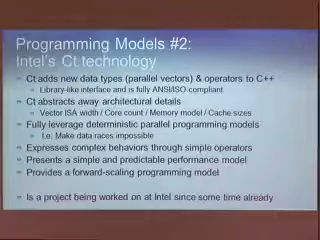 Programming Models #2:
Intel's Ct technology
Ct adds new data types (parallel vectors) & operators to C++
Library-like interface and is fully ANSI/ISO-compliant
Ct abstracts away architectural details
Vector ISA width / Core count / Memory model / Cache sizes
Fully leverage deterministic parallel programming models
i.e. Make data races impossible
Expresses complex behaviors through simple operators
Presents a simple and predictable performance model
Provides a forward-scaling programming model
Is a project being worked on at Intel since some time already